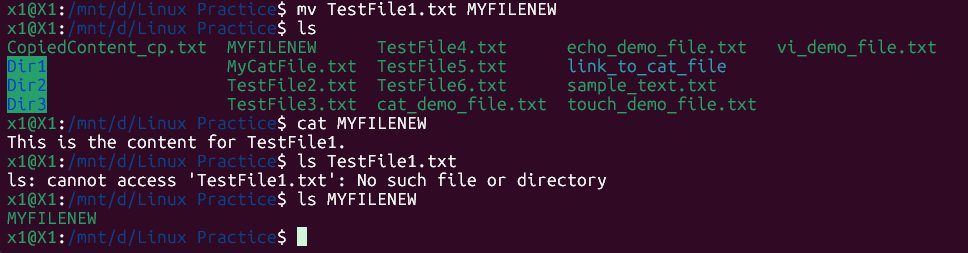 x1@X1:/mnt/d/Linux Practice$ mv TestFile1.txt MYFILENEW
x1@X1:/mnt/d/Linux Practice$ ls
CopiedContent_cp.txt  MYFILENEW      TestFile4.txt      echo_demo_file.txt   vi_demo_file.txt
Dir1                  MyCatFile.txt  TestFile5.txt      link_to_cat_file
Dir2                  TestFile2.txt  TestFile6.txt      sample_text.txt
Dir3                  TestFile3.txt  cat_demo_file.txt  touch_demo_file.txt
x1@X1:/mnt/d/Linux Practice$ cat MYFILENEW
This is the content for TestFile1.
x1@X1:/mnt/d/Linux Practice$ ls TestFile1.txt
ls: cannot access 'TestFile1.txt': No such file or directory
x1@X1:/mnt/d/Linux Practice$ ls MYFILENEW
MYFILENEW
x1@X1:/mnt/d/Linux Practice$